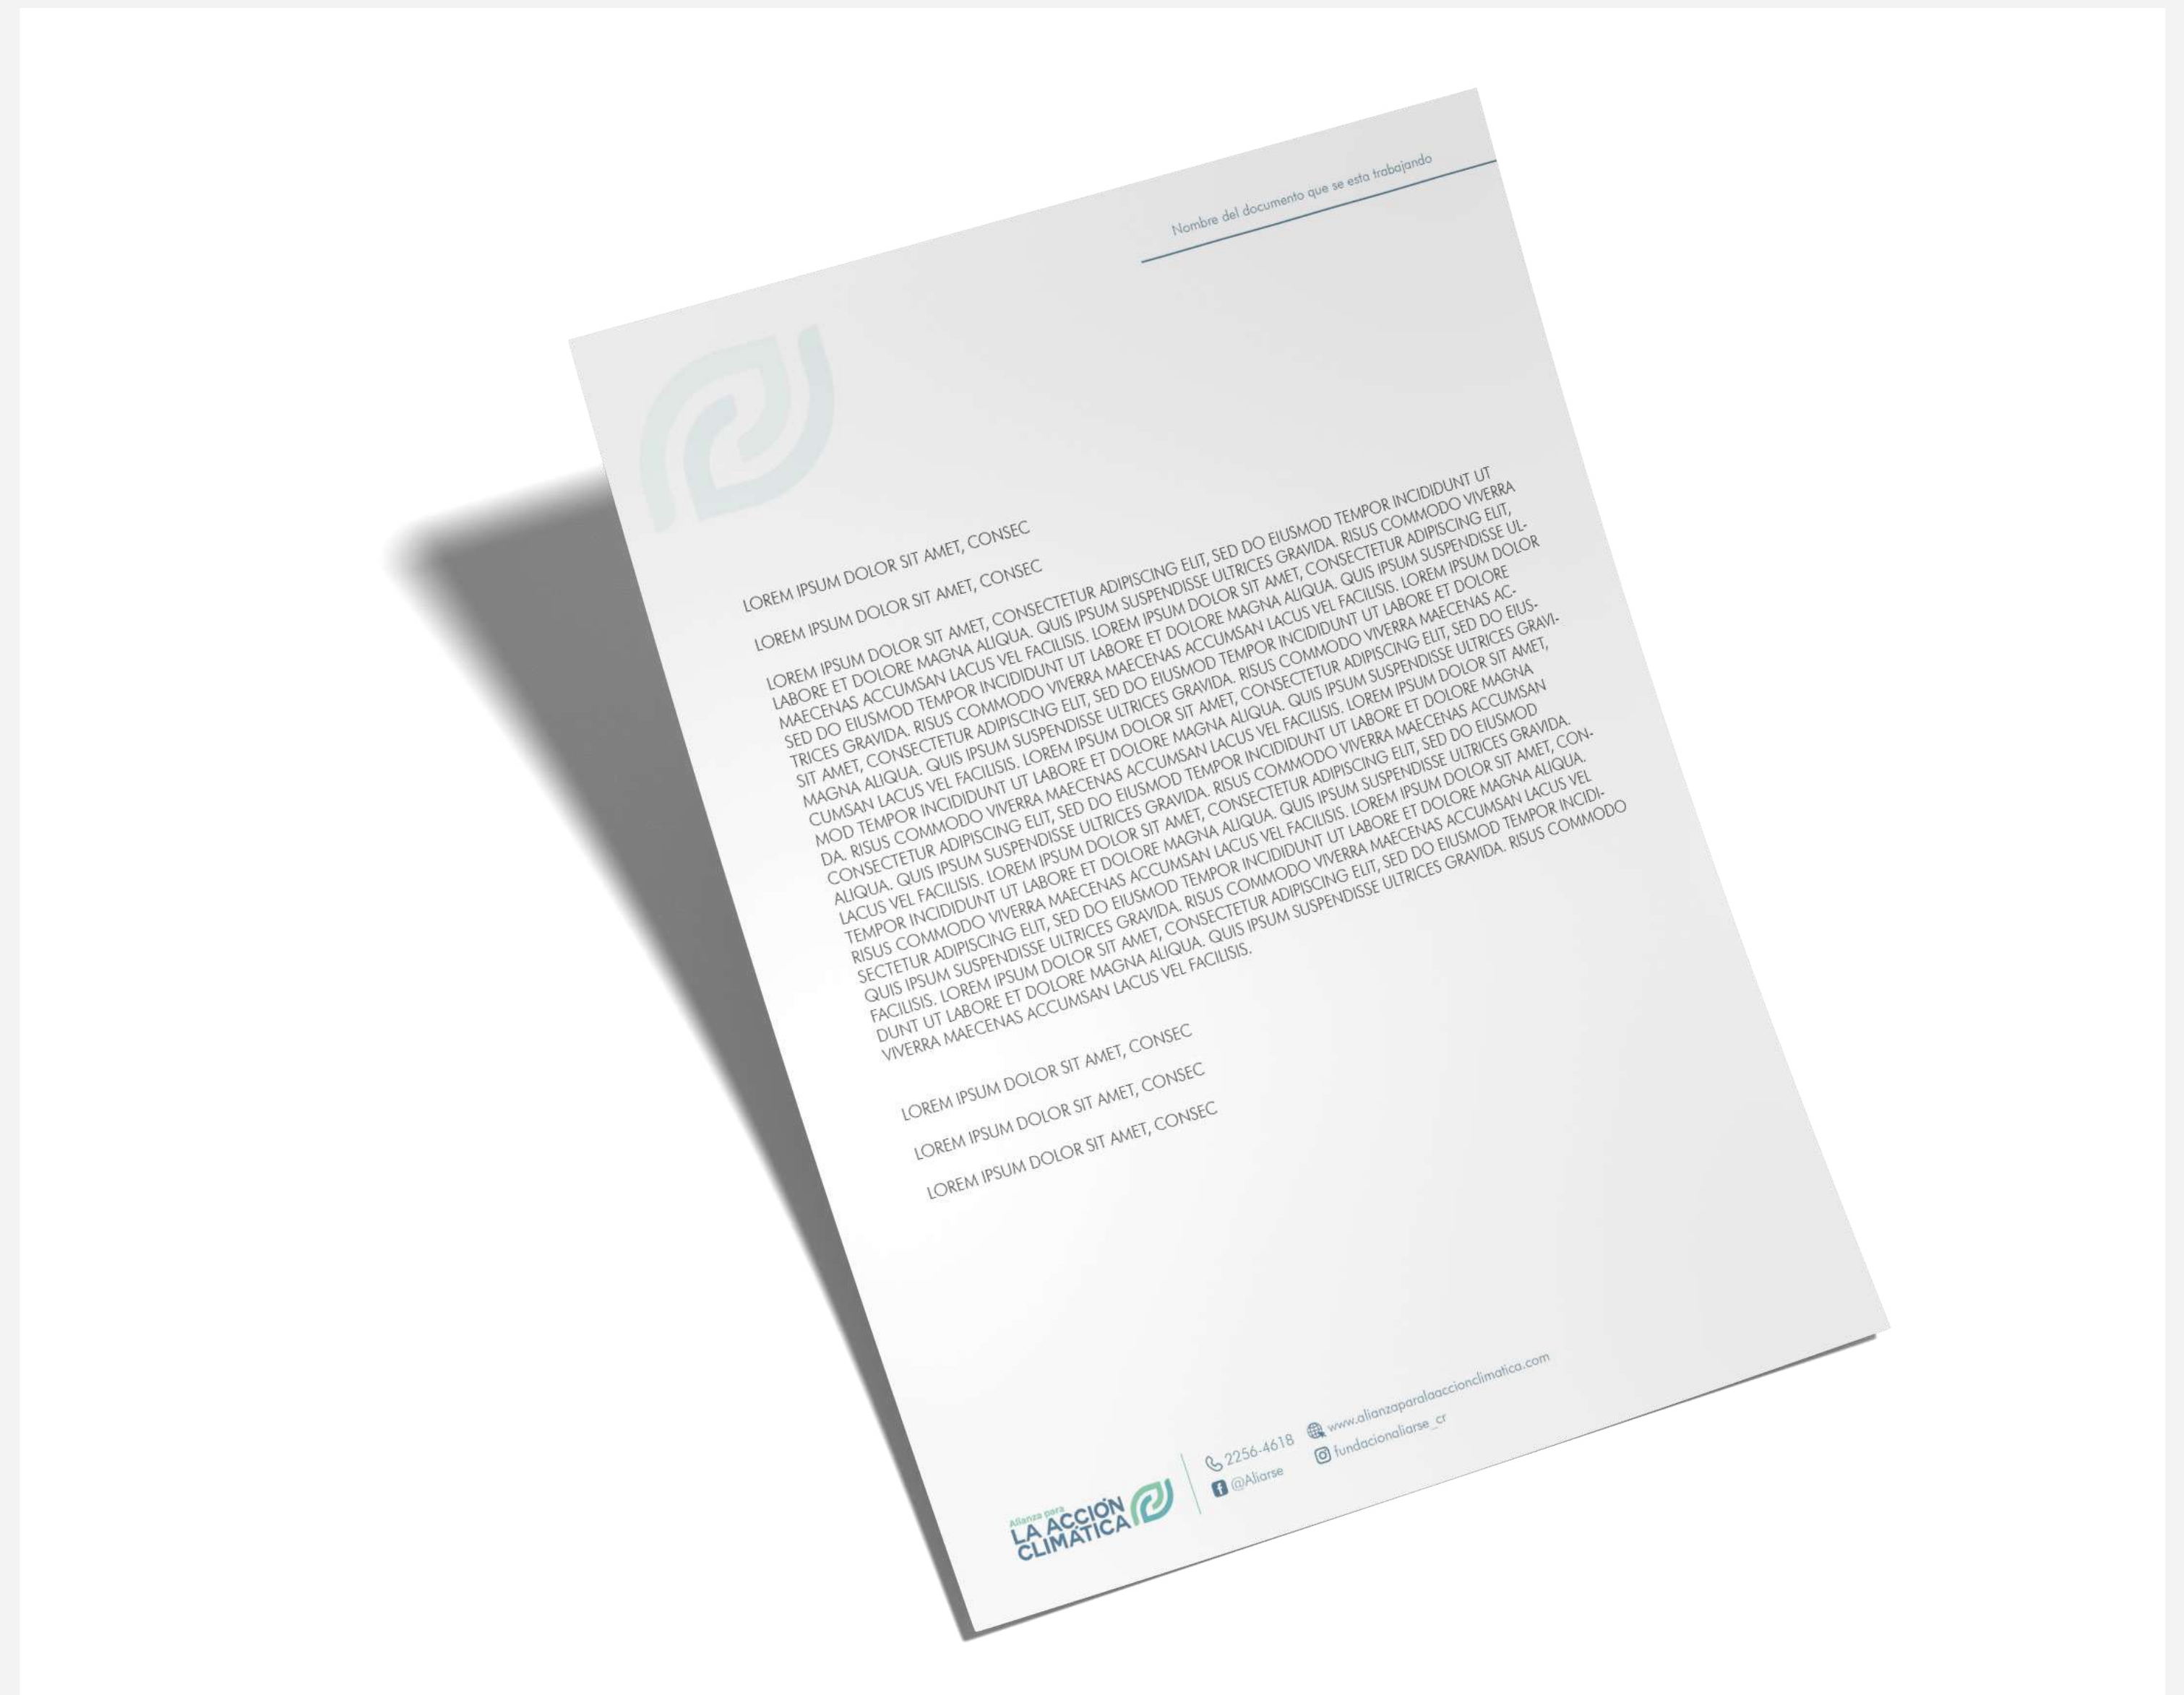 Nombre del documento que se esta trabajando
LOREM IPSUM DOLOR SIT AMET, CONSEC
LOREM IPSUM DOLOR SIT AMET, CONSEC
LOREM IPSUM DOLOR SIT AMET, CONSECTETUR ADIPISCING ELIT, SED DO EIUSMOD TEMPOR INCIDIDUNT UT
LABORE ET DOLORE MAGNA ALIQUA. QUIS IPSUM SUSPENDISSE ULTRICES GRAVIDA. RISUS COMMODO VIVERRA
MAECENAS ACCUMSAN LACUS VEL FACILISIS. LOREM IPSUM DOLOR SIT AMET, CONSECTETUR ADIPISCING ELIT,
SED DO EIUSMOD TEMPOR INCIDIDUNT UT LABORE ET DOLORE MAGNA ALIQUA. QUIS IPSUM SUSPENDISSE UL-
TRICES GRAVIDA. RISUS COMMODO VIVERRA MAECENAS ACCUMSAN LACUS VEL FACILISIS. LOREM IPSUM DOLOR
SIT AMET, CONSECTETUR ADIPISCING ELIT, SED DO EIUSMOD TEMPOR INCIDIDUNT UT LABORE ET DOLORE
MAGNA ALIQUA. QUIS IPSUM SUSPENDISSE ULTRICES GRAVIDA. RISUS COMMODO VIVERRA MAECENAS AC-
CUMSAN LACUS VEL FACILISIS. LOREM IPSUM DOLOR SIT AMET, CONSECTETUR ADIPISCING ELIT, SED DO EIUS-
MOD TEMPOR INCIDIDUNT UT LABORE ET DOLORE MAGNA ALIQUA. QUIS IPSUM SUSPENDISSE ULTRICES GRAVI-
DA. RISUS COMMODO VIVERRA MAECENAS ACCUMSAN LACUS VEL FACILISIS. LOREM IPSUM DOLOR SIT AMET,
CONSECTETUR ADIPISCING ELIT, SED DO EIUSMOD TEMPOR INCIDIDUNT UT LABORE ET DOLORE MAGNA
ALIQUA. QUIS IPSUM SUSPENDISSE ULTRICES GRAVIDA. RISUS COMMODO VIVERRA MAECENAS ACCUMSAN
LACUS VEL FACILISIS. LOREM IPSUM DOLOR SIT AMET, CONSECTETUR ADIPISCING ELIT, SED DO EIUSMOD
TEMPOR INCIDIDUNT UT LABORE ET DOLORE MAGNA ALIQUA. QUIS IPSUM SUSPENDISSE ULTRICES GRAVIDA.
RISUS COMMODO VIVERRA MAECENAS ACCUMSAN LACUS VEL FACILISIS. LOREM IPSUM DOLOR SIT AMET, CON-
SECTETUR ADIPISCING ELIT, SED DO EIUSMOD TEMPOR INCIDIDUNT UT LABORE ET DOLORE MAGNA ALIQUA.
QUIS IPSUM SUSPENDISSE ULTRICES GRAVIDA. RISUS COMMODO VIVERRA MAECENAS ACCUMSAN LACUS VEL
FACILISIS. LOREM IPSUM DOLOR SIT AMET, CONSECTETUR ADIPISCING ELIT, SED DO EIUSMOD TEMPOR INCIDI-
DUNT UT LABORE ET DOLORE MAGNA ALIQUA. QUIS IPSUM SUSPENDISSE ULTRICES GRAVIDA. RISUS COMMODO
VIVERRA MAECENAS ACCUMSAN LACUS VEL FACILISIS.
LOREM IPSUM DOLOR SIT AMET, CONSEC
LOREM IPSUM DOLOR SIT AMET, CONSEC
LOREM IPSUM DOLOR SIT AMET, CONSEC
Alianza para
LA ACCIÓN
CLIMÁTICA
2256-4618
www.alianzaparalaaccionclimatica.com
@Aliarse
fundacionaliarse_cr